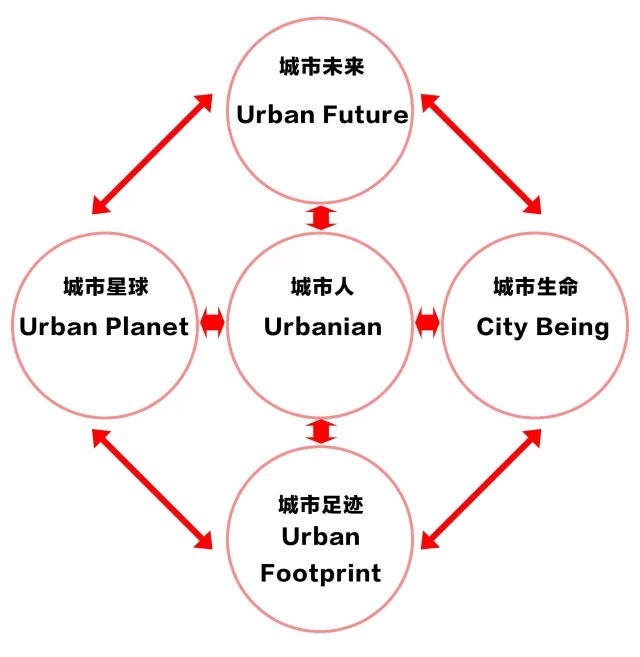 城市未来
Urban Future
城市星球
Urban Planet
城市人
Urbanian
城市生命
City Being
城市足迹
Urban
Footprint